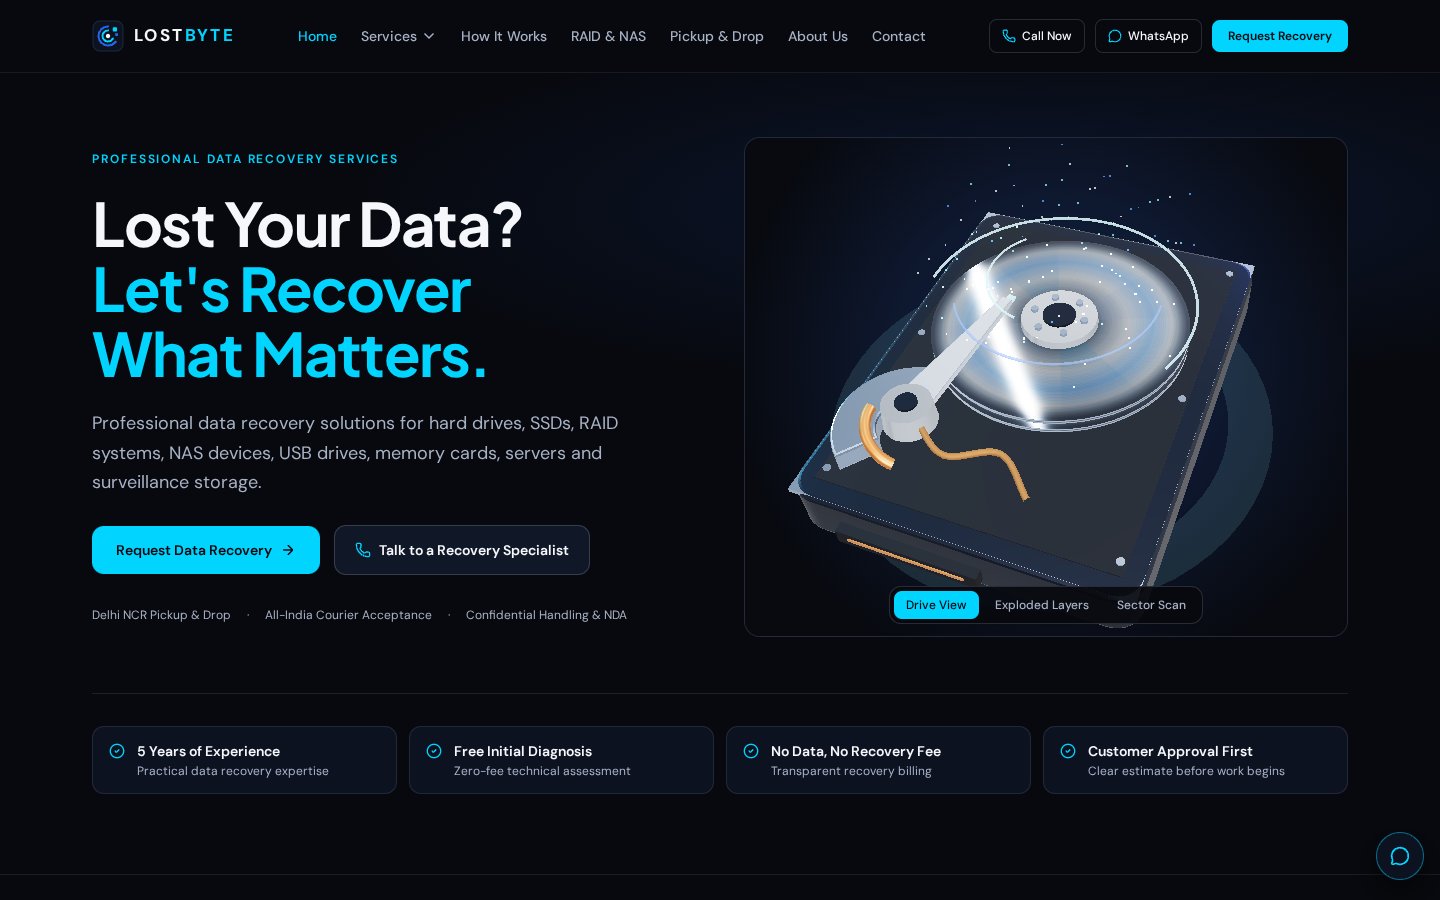 LOSTBYTE
Home
Services
How It Works
RAID & NAS
Pickup & Drop
About Us
Contact
Call Now
WhatsApp
Request Recovery
PROFESSIONAL DATA RECOVERY SERVICES
Lost Your Data?
Let's Recover
What Matters.
Professional data recovery solutions for hard drives, SSDs, RAID
systems, NAS devices, USB drives, memory cards, servers and
surveillance storage.
Request Data Recovery
Talk to a Recovery Specialist
Delhi NCR Pickup & Drop · All-India Courier Acceptance · Confidential Handling & NDA
Drive View
Exploded Layers
Sector Scan
5 Years of Experience
Practical data recovery expertise
Free Initial Diagnosis
Zero-fee technical assessment
No Data, No Recovery Fee
Transparent recovery billing
Customer Approval First
Clear estimate before work begins